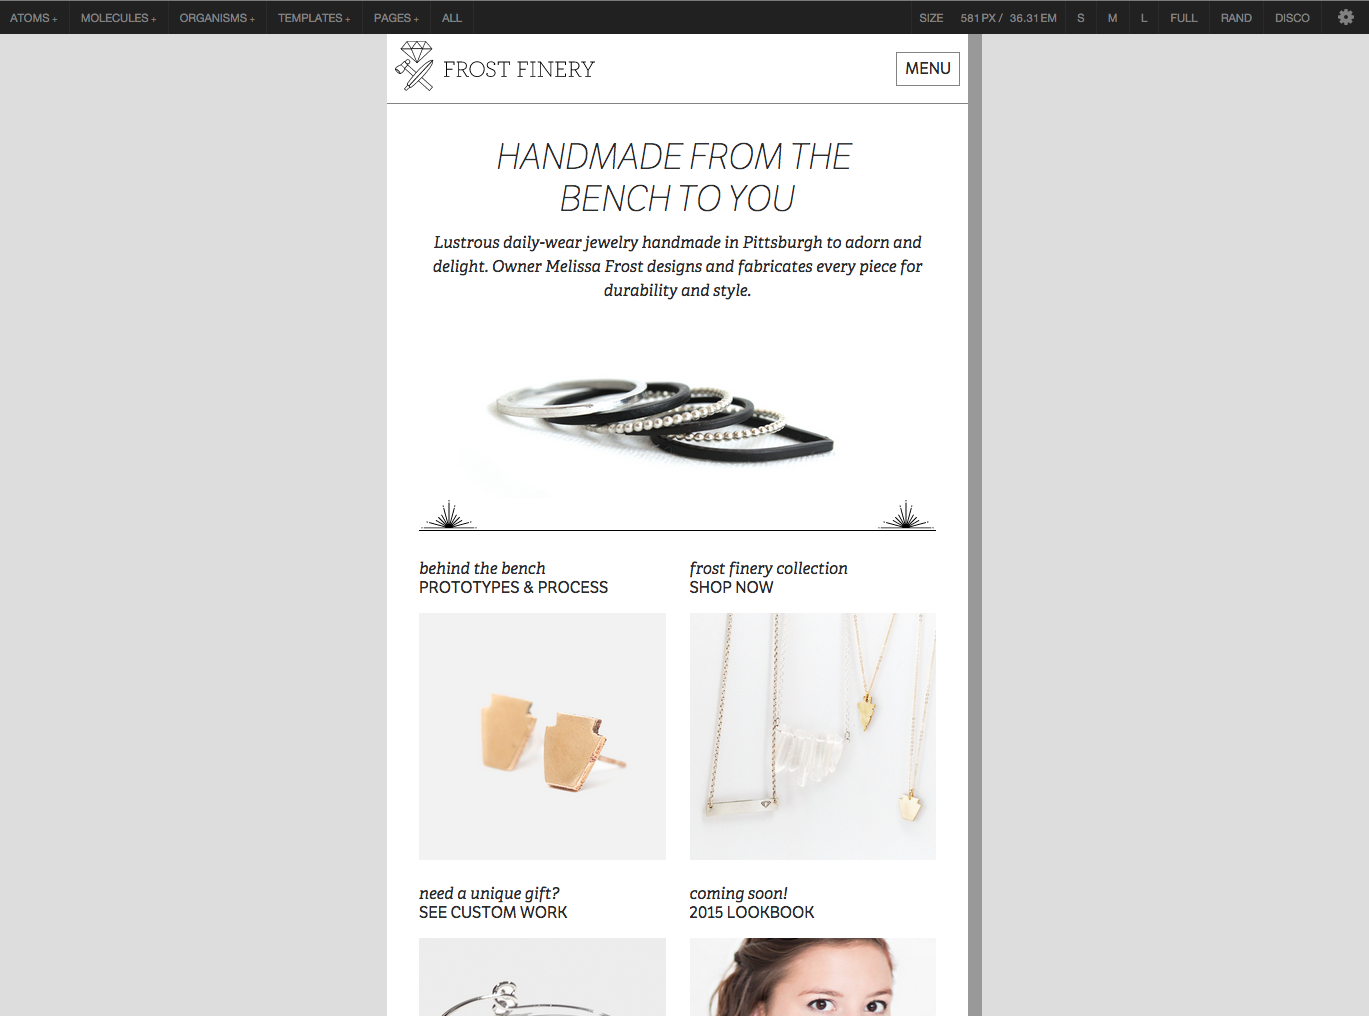 ATOMS + MOLECULES + ORGANISMS + TEMPLATES + PAGES + ALL SIZE 581 PX / 36.31 EM S M L FULL RAND DISCO
FROST FINERY MENU
HANDMADE FROM THE
BENCH TO YOU
Lustrous daily-wear jewelry handmade in Pittsburgh to adorn and
delight. Owner Melissa Frost designs and fabricates every piece for
durability and style.
behind the bench
PROTOTYPES & PROCESS
frost finery collection
SHOP NOW
need a unique gift?
SEE CUSTOM WORK
coming soon!
2015 LOOKBOOK